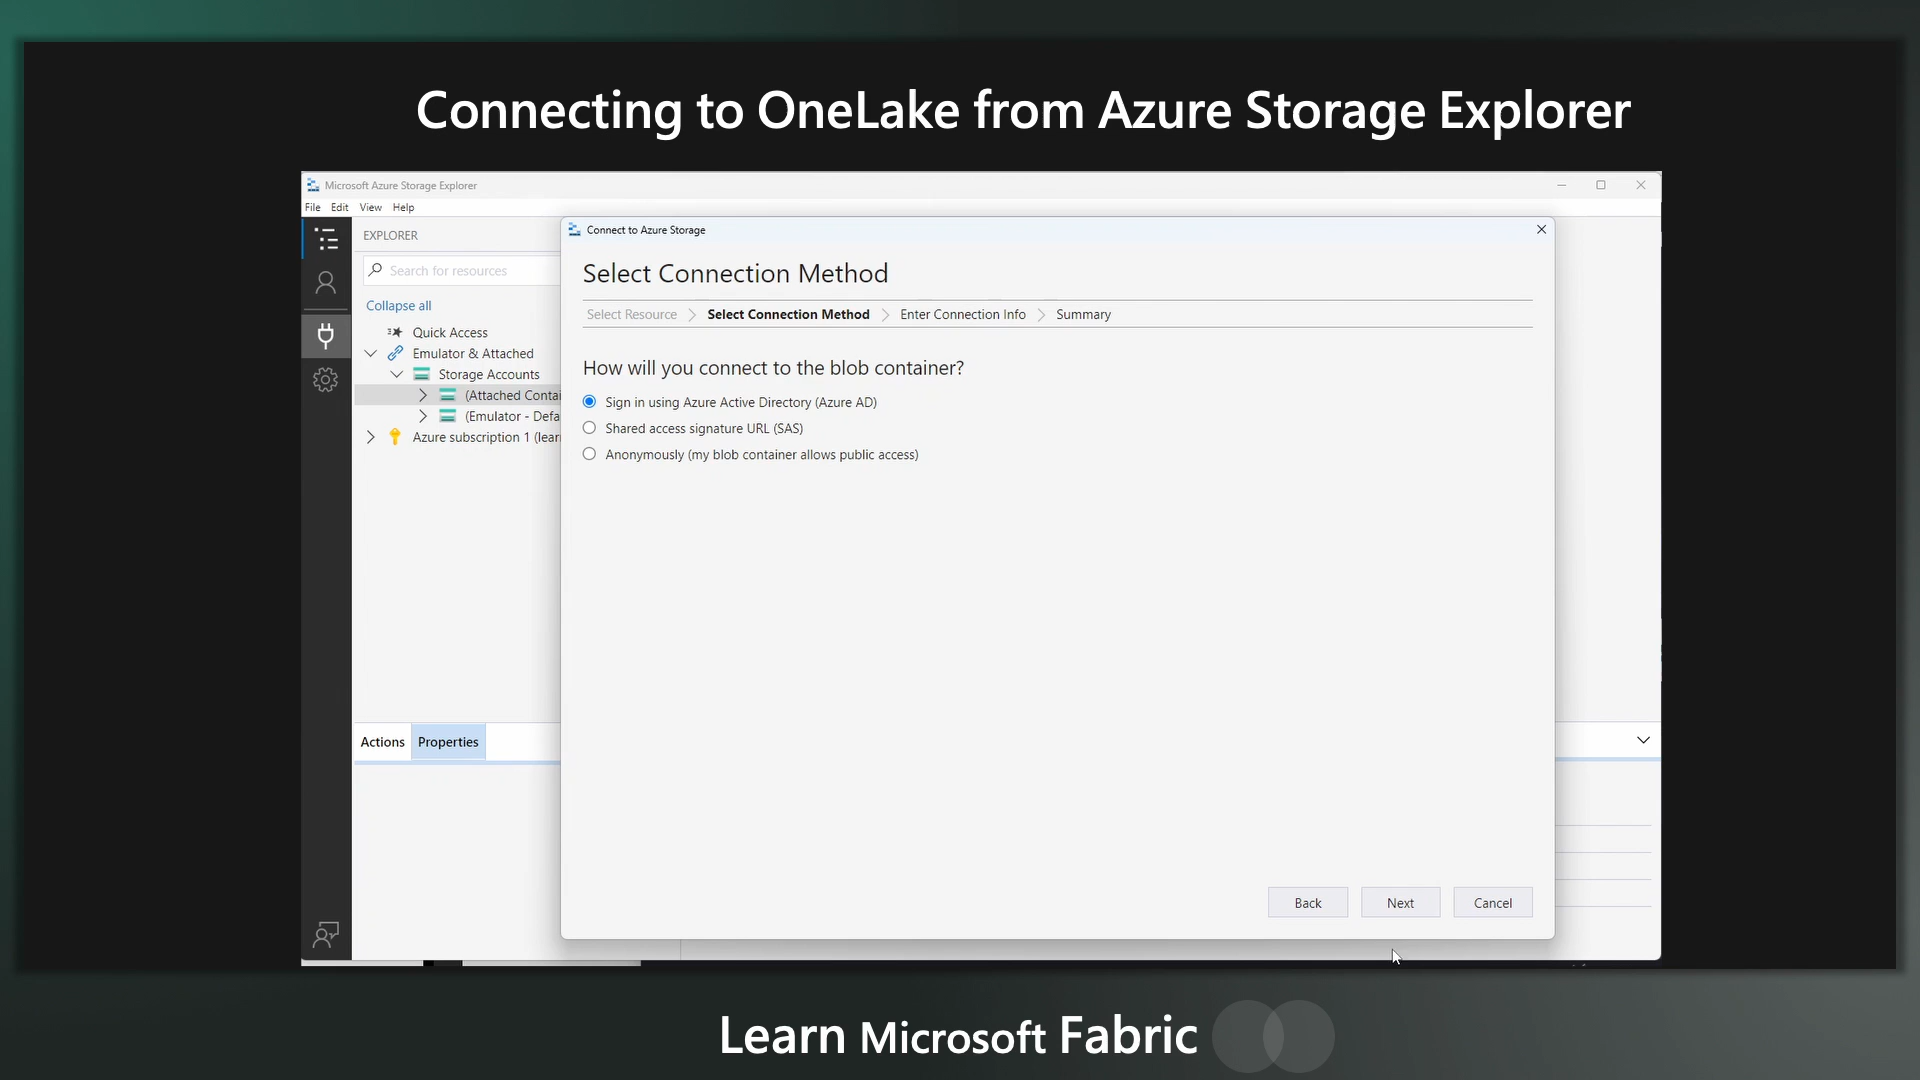 Connecting to OneLake from Azure Storage Explorer
Microsoft Azure Storage Explorer
File Edit View Help
EXPLORER
Search for resources
Collapse all
Quick Access
Emulator & Attached
Storage Accounts
(Attached Contai
(Emulator - Defa
Azure subscription 1 (lear
Actions Properties
Connect to Azure Storage
Select Connection Method
Select Resource Select Connection Method Enter Connection Info Summary
How will you connect to the blob container?
Sign in using Azure Active Directory (Azure AD)
Shared access signature URL (SAS)
Anonymously (my blob container allows public access)
Back Next Cancel
Learn Microsoft Fabric